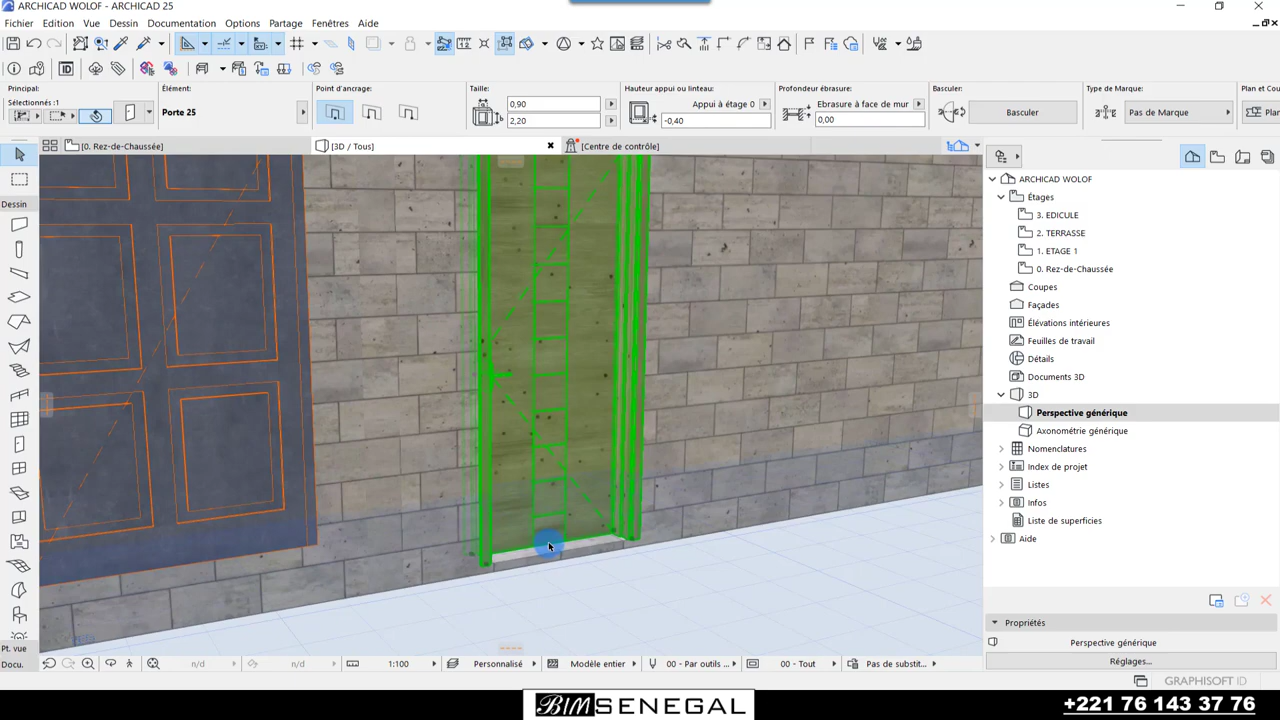 ARCHICAD WOLOF - ARCHICAD 25
Fichier Edition Vue Dessin Documentation Options Partage Fenêtres Aide
Principal: Élément: Point d'ancrage: Taille: Hauteur appui ou linteau: Profondeur ébrasure: Basculer: Type de Marque: Plan et Cou
Sélectionnés :1 Porte 25 0,90 Appui à étage 0 Ebrasure à face de mur Basculer Pas de Marque Plan
2,20 -0,40 0,00
[0. Rez-de-Chaussée] [3D / Tous] [Centre de contrôle]
Dessin
ARCHICAD WOLOF
Étages
3. EDICULE
2. TERRASSE
1. ETAGE 1
0. Rez-de-Chaussée
Coupes
Façades
Élévations intérieures
Feuilles de travail
Détails
Documents 3D
3D
Perspective générique
Axonométrie générique
Nomenclatures
Index de projet
Listes
Infos
Liste de superficies
Aide
Propriétés
Perspective générique
Réglages...
Pt. vue
Docu.
n/d n/d 1:100 Personnalisé Modèle entier 00 - Par outils ... 00 - Tout Pas de substit...
GRAPHISOFT ID
BIMSENEGAL
+221 76 143 37 76